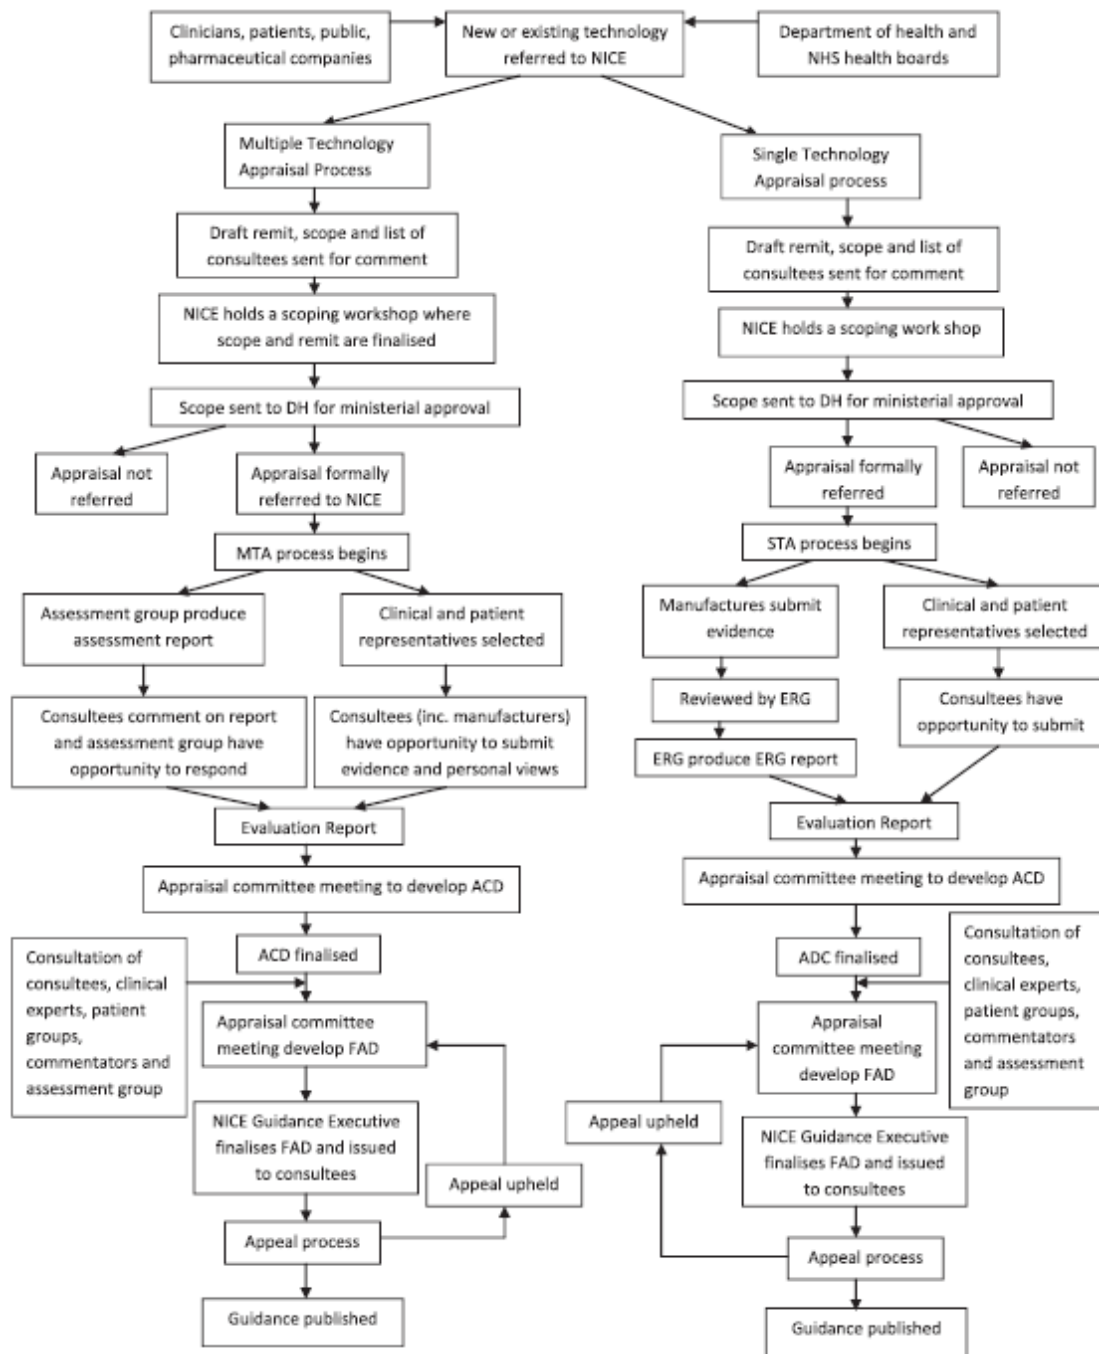 Clinicians, patients, public,
pharmaceutical companies
New or existing technology
referred to NICE
Department of health and
NHS health boards
Multiple Technology
Appraisal Process
Draft remit, scope and list of
consultees sent for comment
NICE holds a scoping workshop where
scope and remit are finalised
Scope sent to DH for ministerial approval
Appraisal not
referred
Appraisal formally
referred to NICE
MTA process begins
Assessment group produce
assessment report
Clinical and patient
representatives selected
Consultees comment on report
and assessment group have
opportunity to respond
Consultees (inc. manufacturers)
have opportunity to submit
evidence and personal views
Evaluation Report
Appraisal committee meeting to develop ACD
ACD finalised
Consultation of
consultees, clinical
experts, patient
groups,
commentators and
assessment group
Appraisal committee
meeting develop FAD
NICE Guidance Executive
finalises FAD and issued
to consultees
Appeal upheld
Appeal process
Guidance published
Single Technology
Appraisal process
Draft remit, scope and list of
consultees sent for comment
NICE holds a scoping work shop
Scope sent to DH for ministerial approval
Appraisal formally
referred
Appraisal not
referred
STA process begins
Manufactures submit
evidence
Clinical and patient
representatives selected
Reviewed by ERG
Consultees have
opportunity to submit
ERG produce ERG report
Evaluation Report
Appraisal committee meeting to develop ACD
ADC finalised
Consultation of
consultees,
clinical experts,
patient groups,
commentators
and assessment
group
Appraisal
committee meeting
develop FAD
Appeal upheld
NICE Guidance Executive
finalises FAD and issued
to consultees
Appeal process
Guidance published